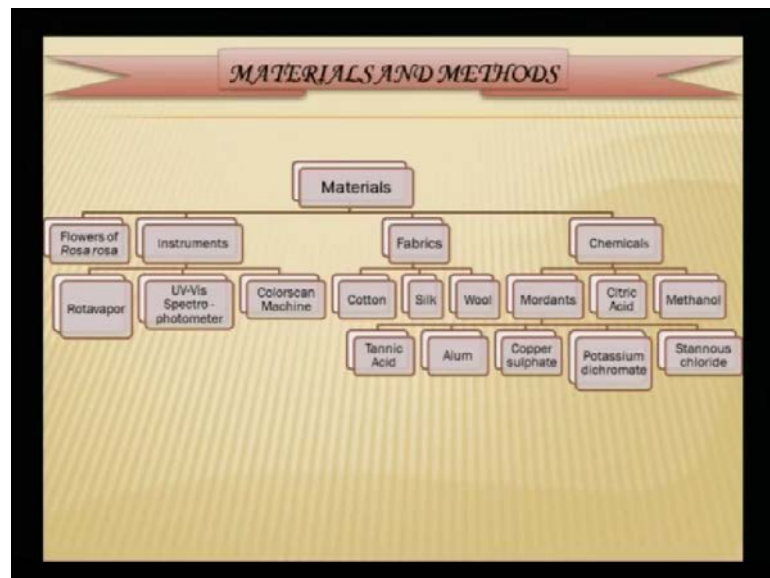 MATERIALS AND METHODS
Materials
Flowers of
Rosa rosa
Instruments
Fabrics
Chemicals
Rotavapor
UV-Vis
Spectro -
photometer
Colorscan
Machine
Cotton
Silk
Wool
Mordants
Citric
Acid
Methanol
Tannic
Acid
Alum
Copper
sulphate
Potassium
dichromate
Stannous
chloride